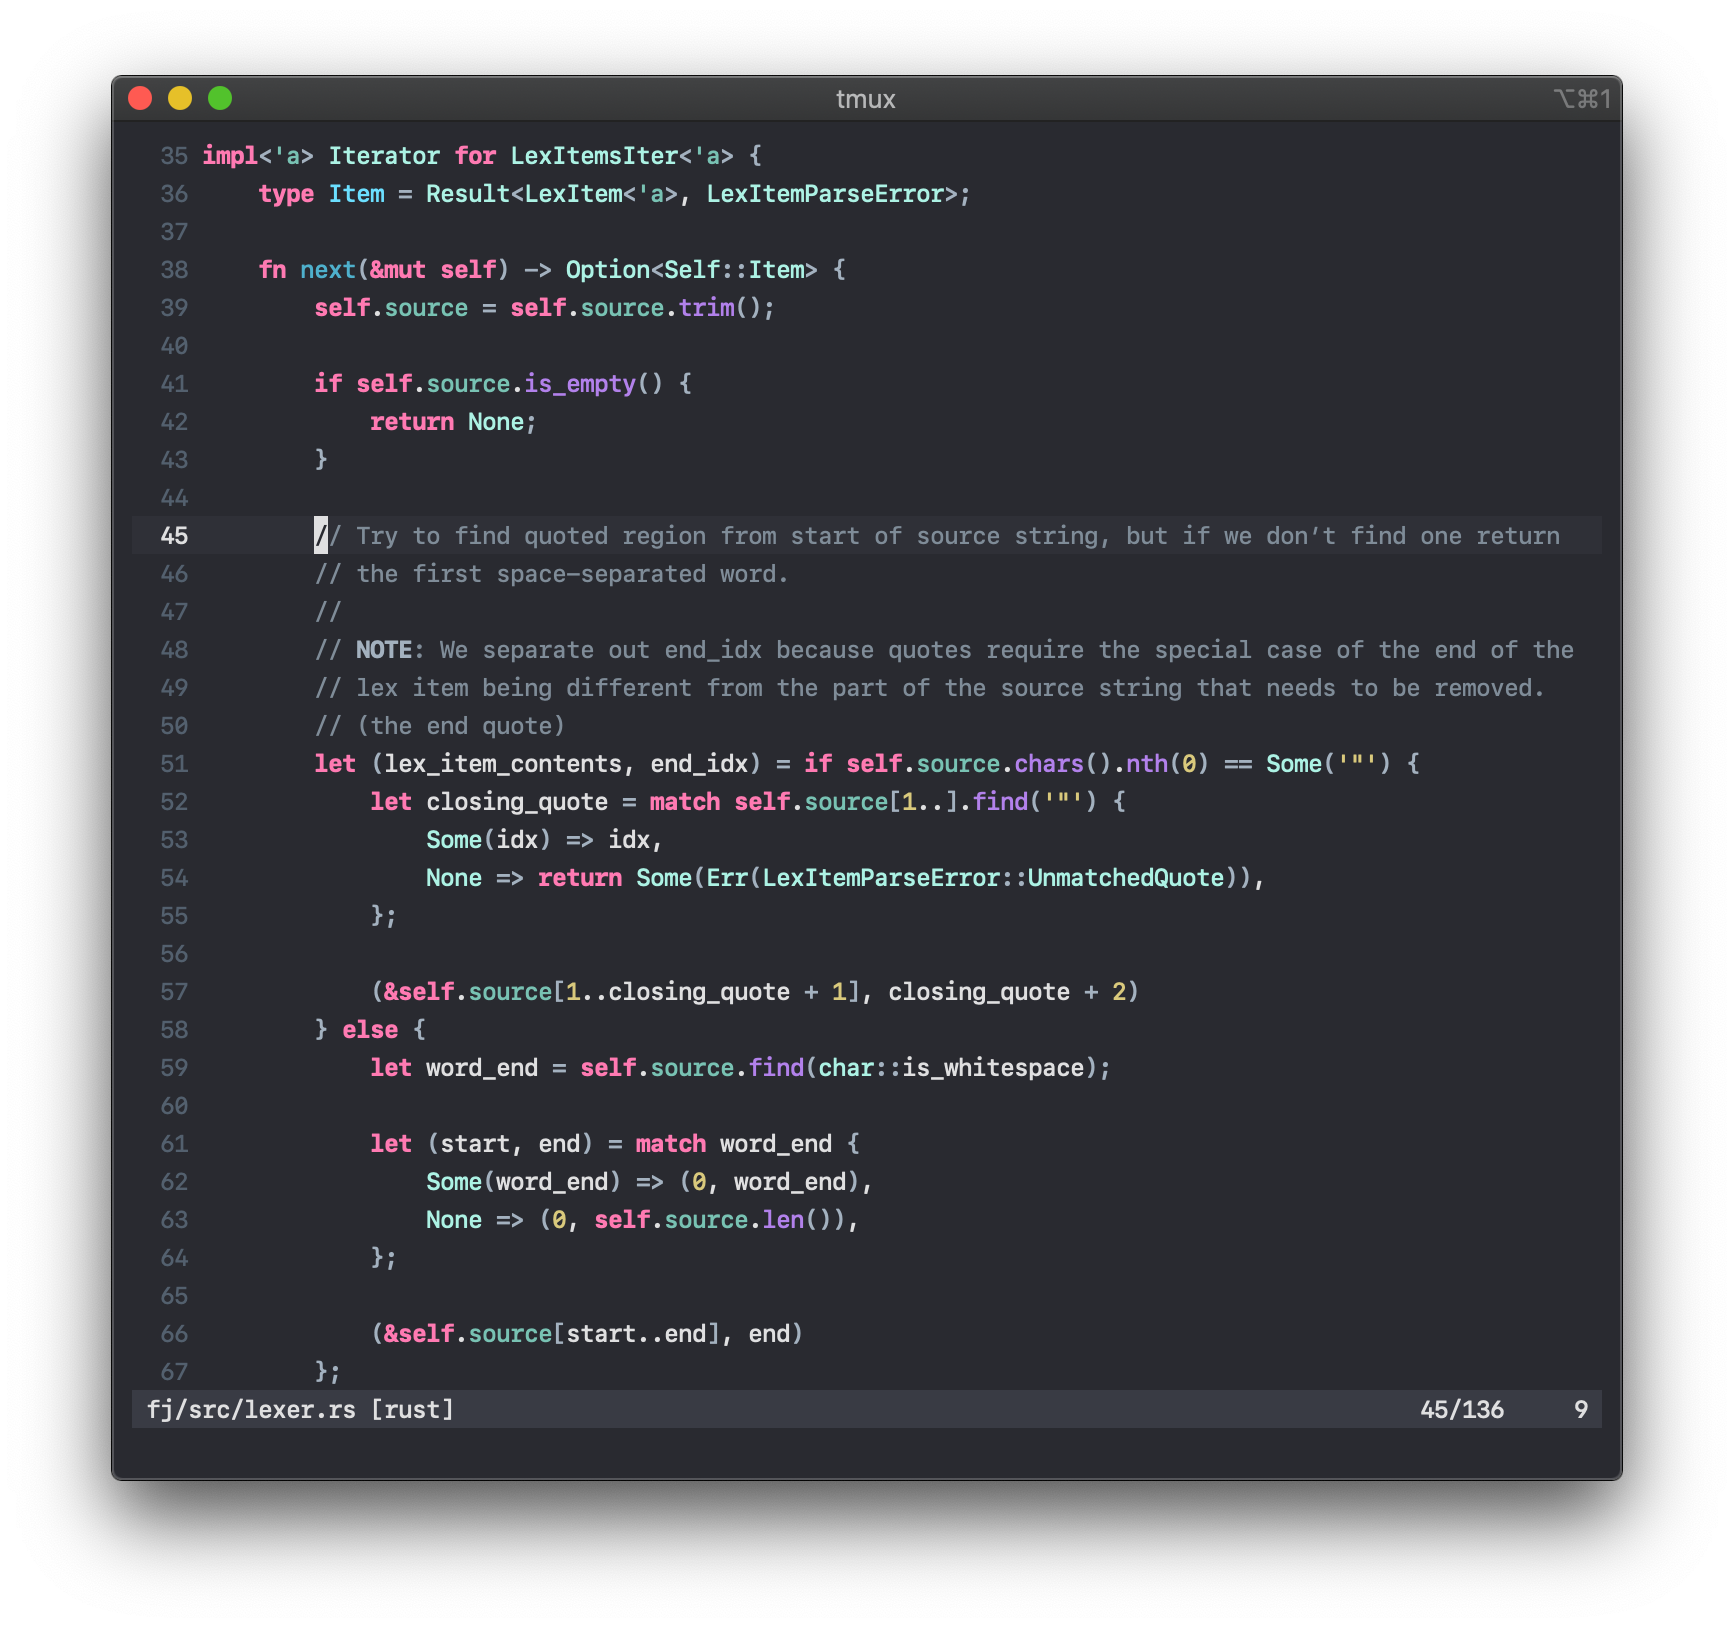 tmux ⌥⌘1
35 impl<'a> Iterator for LexItemsIter<'a> {
36     type Item = Result<LexItem<'a>, LexItemParseError>;
37
38     fn next(&mut self) -> Option<Self::Item> {
39         self.source = self.source.trim();
40
41         if self.source.is_empty() {
42             return None;
43         }
44
45         // Try to find quoted region from start of source string, but if we don’t find one return
46         // the first space-separated word.
47         //
48         // NOTE: We separate out end_idx because quotes require the special case of the end of the
49         // lex item being different from the part of the source string that needs to be removed.
50         // (the end quote)
51         let (lex_item_contents, end_idx) = if self.source.chars().nth(0) == Some('"') {
52             let closing_quote = match self.source[1..].find('"') {
53                 Some(idx) => idx,
54                 None => return Some(Err(LexItemParseError::UnmatchedQuote)),
55             };
56
57             (&self.source[1..closing_quote + 1], closing_quote + 2)
58         } else {
59             let word_end = self.source.find(char::is_whitespace);
60
61             let (start, end) = match word_end {
62                 Some(word_end) => (0, word_end),
63                 None => (0, self.source.len()),
64             };
65
66             (&self.source[start..end], end)
67         };
fj/src/lexer.rs [rust] 45/136 9